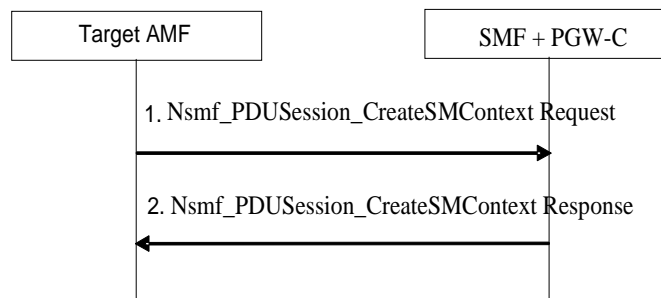 Target AMF
SMF + PGW-C
1. Nsmf_PDUSession_CreateSMContext Request
2. Nsmf_PDUSession_CreateSMContext Response